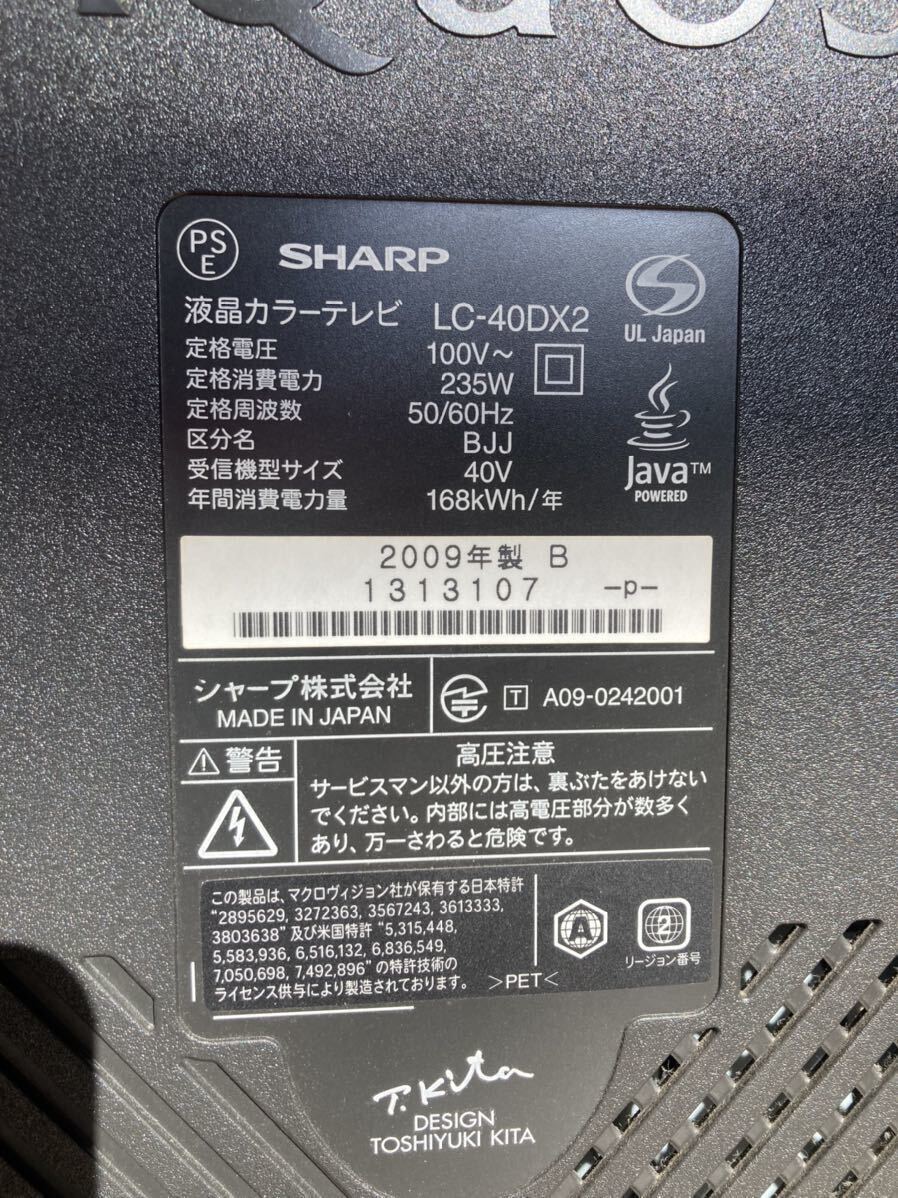 AQUOS
PS
E
SHARP
液晶カラーテレビ LC-40DX2
UL Japan
定格電圧 100V～
定格消費電力 235W
定格周波数 50/60Hz
区分名 BJJ
受信機型サイズ 40V
年間消費電力量 168kWh/年
Java™
POWERED
2009年製 B
1313107 -p-
シャープ株式会社
MADE IN JAPAN
T A09-0242001
警告
高圧注意
サービスマン以外の方は、裏ぶたをあけない
でください。内部には高電圧部分が数多く
あり、万一さわると危険です。
この製品は、マクロヴィジョン社が保有する日本特許
"2895629, 3272363, 3567243, 3613333,
3803638" 及び米国特許 "5,315,448,
5,583,936, 6,516,132, 6,836,549,
7,050,698, 7,492,896" の特許技術の
ライセンス供与により製造されております。 >PET<
A
2
リージョン番号
T. Kita
DESIGN
TOSHIYUKI KITA